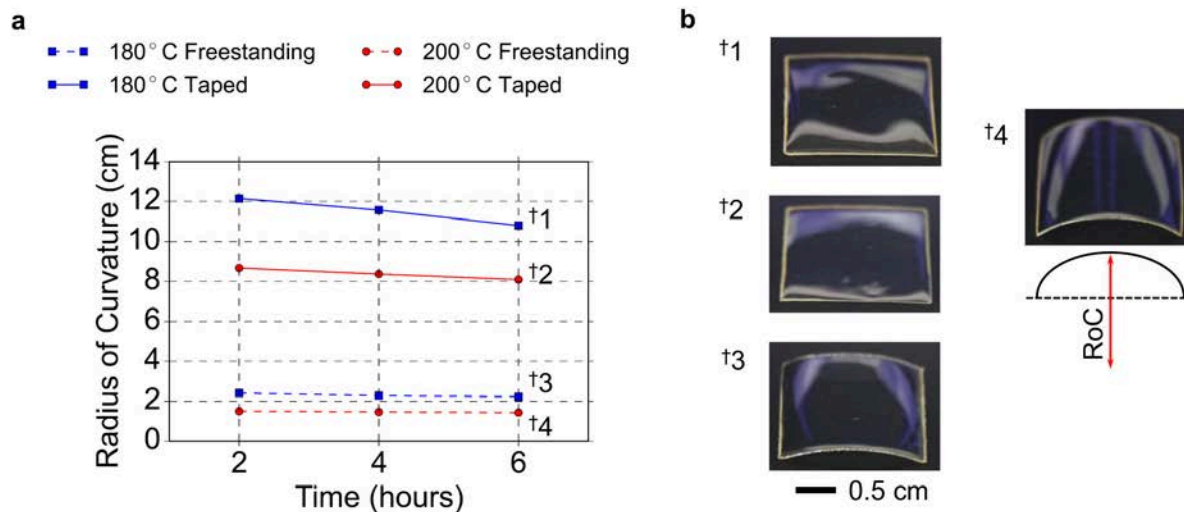 a
180°C Freestanding
200°C Freestanding
180°C Taped
200°C Taped
Radius of Curvature (cm)
14
12
10
8
6
4
2
0
†1
†2
†3
†4
2 4 6
Time (hours)
b
†1
†2
†3
0.5 cm
†4
RoC